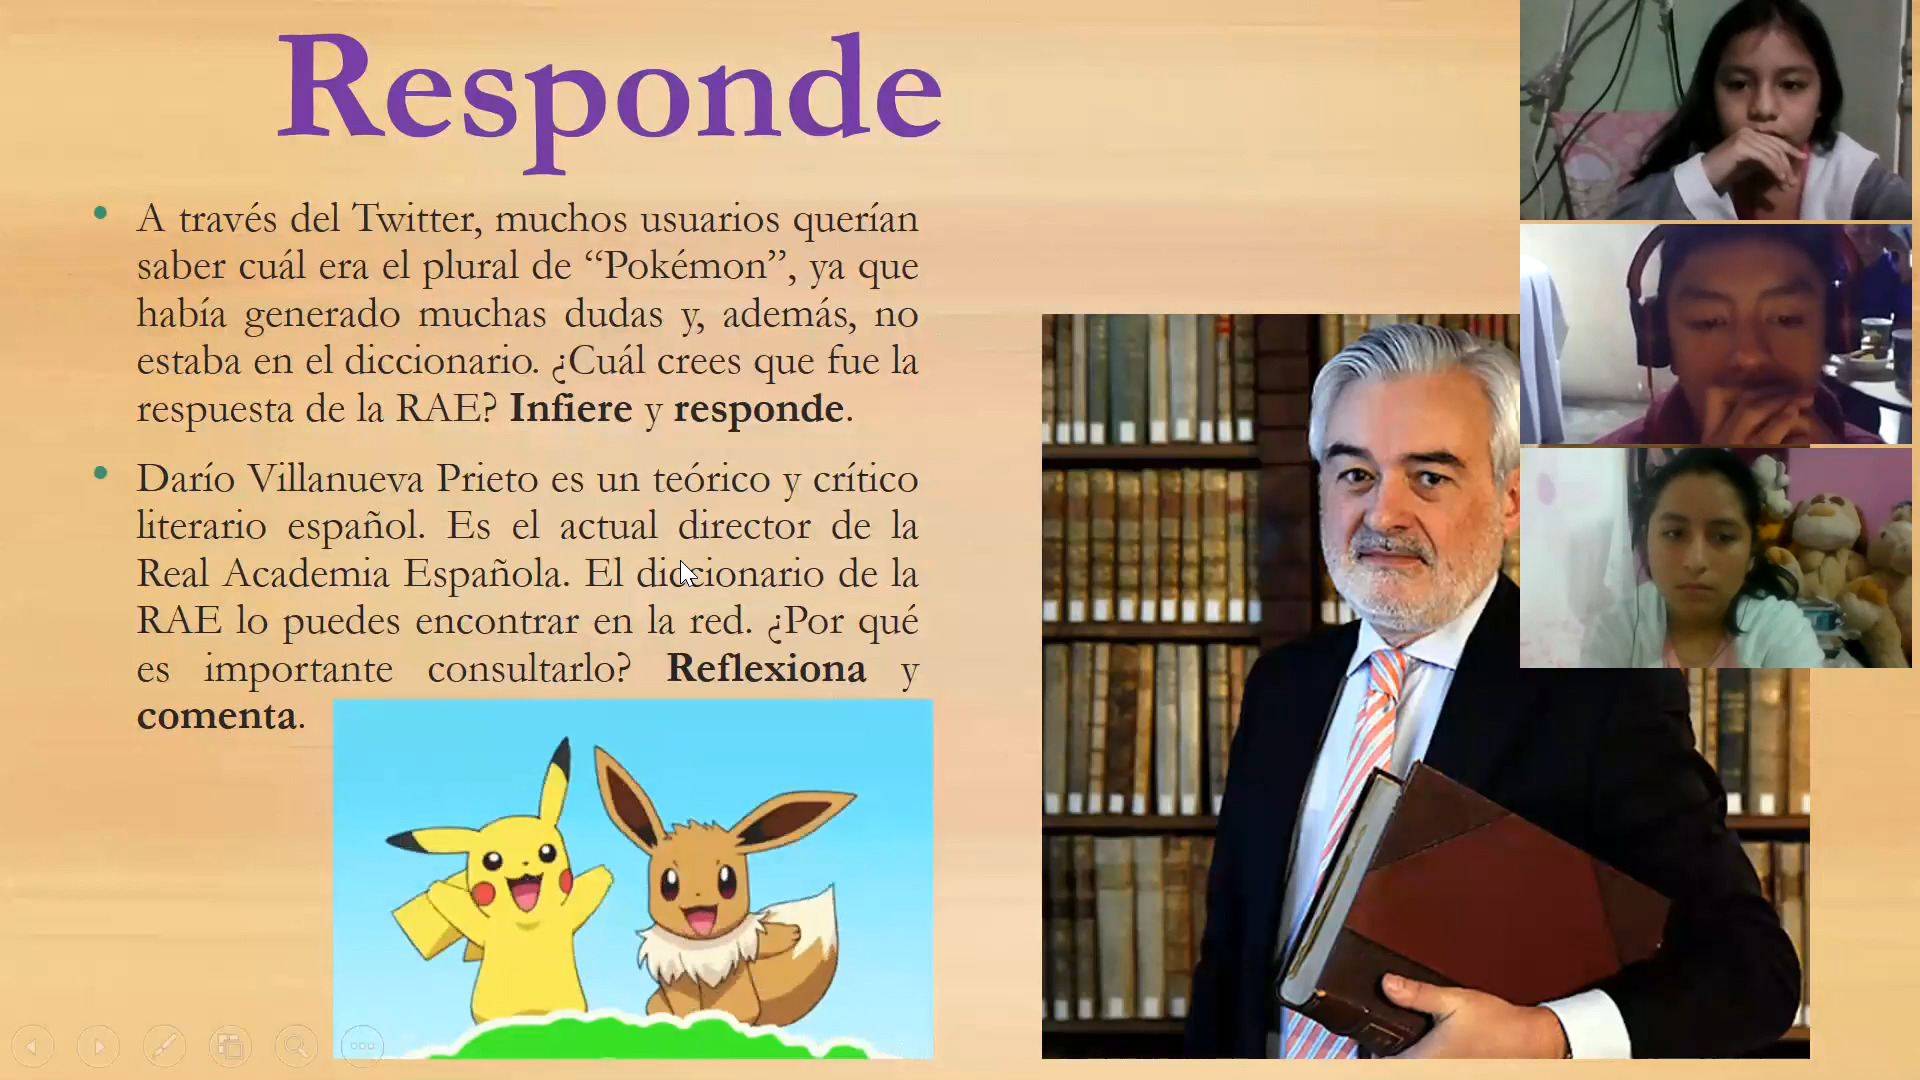 Responde
• A través del Twitter, muchos usuarios querían
saber cuál era el plural de “Pokémon”, ya que
había generado muchas dudas y, además, no
estaba en el diccionario. ¿Cuál crees que fue la
respuesta de la RAE? Infiere y responde.
• Darío Villanueva Prieto es un teórico y crítico
literario español. Es el actual director de la
Real Academia Española. El diccionario de la
RAE lo puedes encontrar en la red. ¿Por qué
es importante consultarlo? Reflexiona y
comenta.